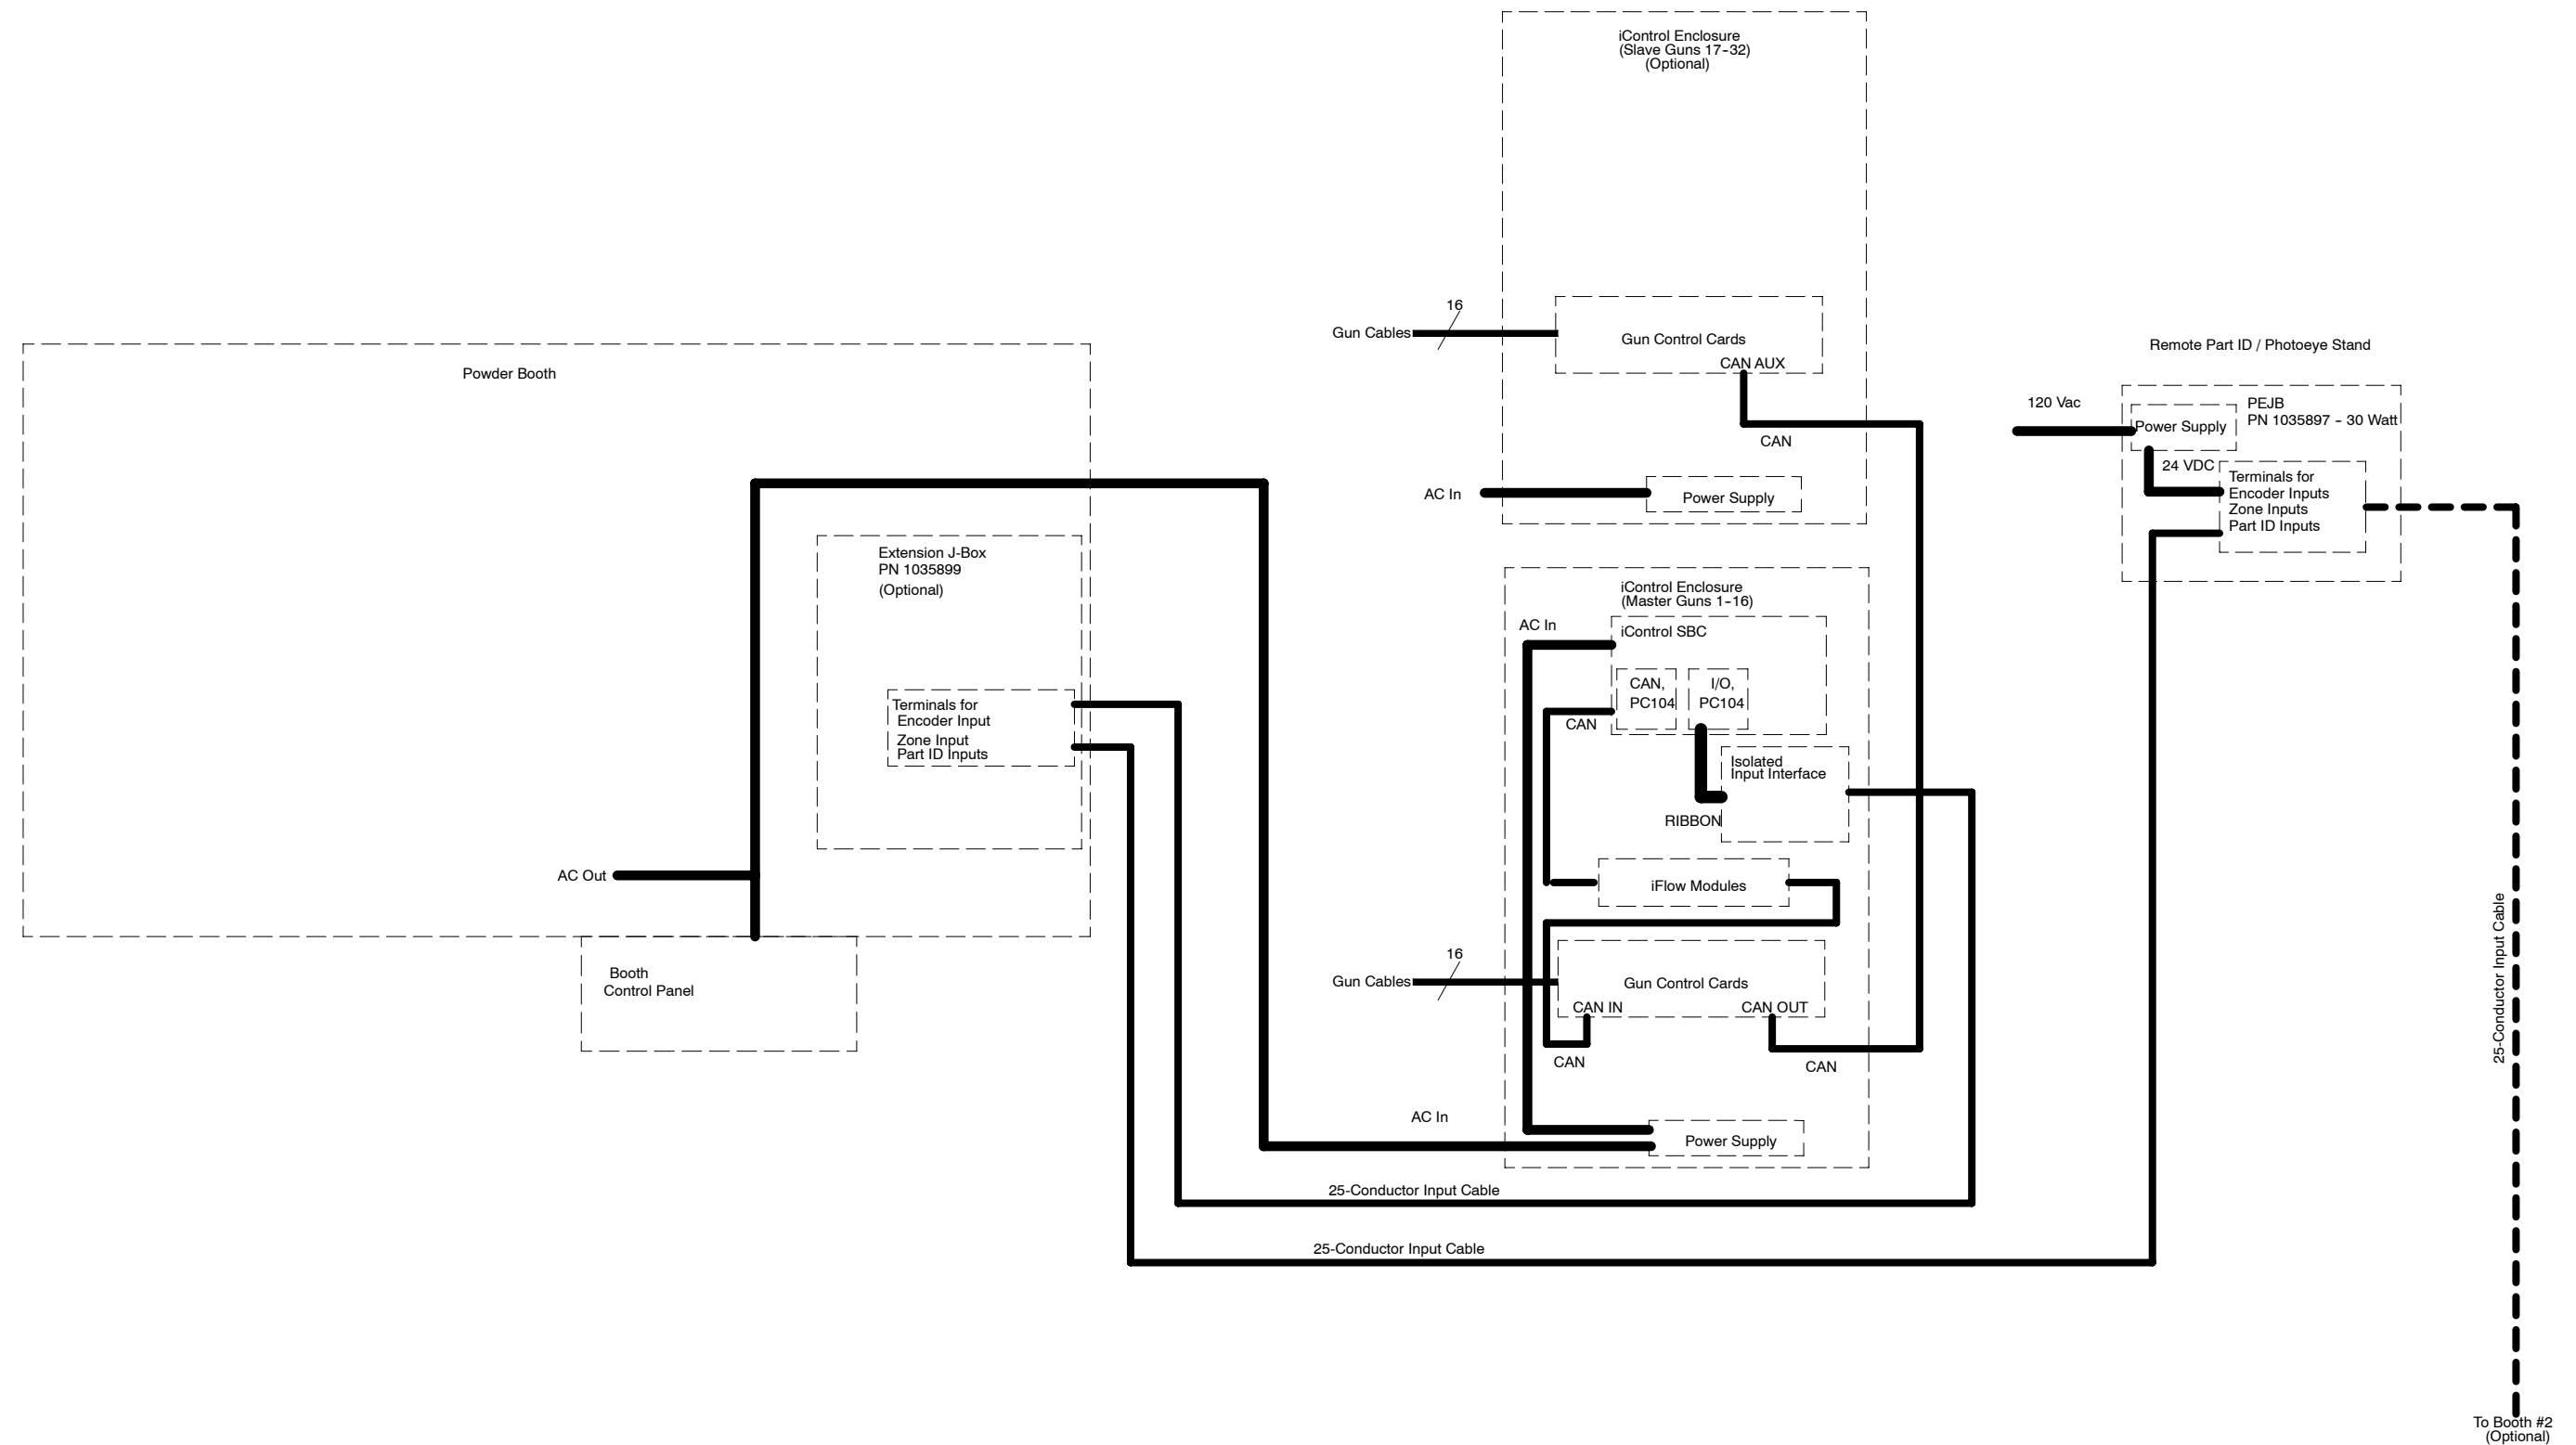 iControl Enclosure
(Slave Guns 17-32)
(Optional)
16
Gun Cables
Gun Control Cards
CAN AUX
CAN
AC In
Power Supply
Powder Booth
Extension J-Box
PN 1035899
(Optional)
Terminals for
Encoder Input
Zone Input
Part ID Inputs
AC Out
Booth
Control Panel
iControl Enclosure
(Master Guns 1-16)
AC In
iControl SBC
CAN,
PC104
I/O,
PC104
CAN
Isolated
Input Interface
RIBBON
iFlow Modules
16
Gun Cables
Gun Control Cards
CAN IN
CAN OUT
CAN
CAN
AC In
Power Supply
25-Conductor Input Cable
25-Conductor Input Cable
Remote Part ID / Photoeye Stand
120 Vac
PEJB
PN 1035897 - 30 Watt
Power Supply
24 VDC
Terminals for
Encoder Inputs
Zone Inputs
Part ID Inputs
25-Conductor Input Cable
To Booth #2
(Optional)